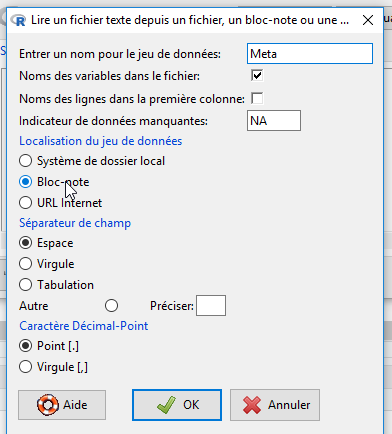 Lire un fichier texte depuis un fichier, un bloc-note ou une ...
Entrer un nom pour le jeu de données: Meta
Noms des variables dans le fichier:
Noms des lignes dans la première colonne:
Indicateur de données manquantes: NA
Localisation du jeu de données
Système de dossier local
Bloc-note
URL Internet
Séparateur de champ
Espace
Virgule
Tabulation
Autre Préciser:
Caractère Décimal-Point
Point [.]
Virgule [,]
Aide OK Annuler